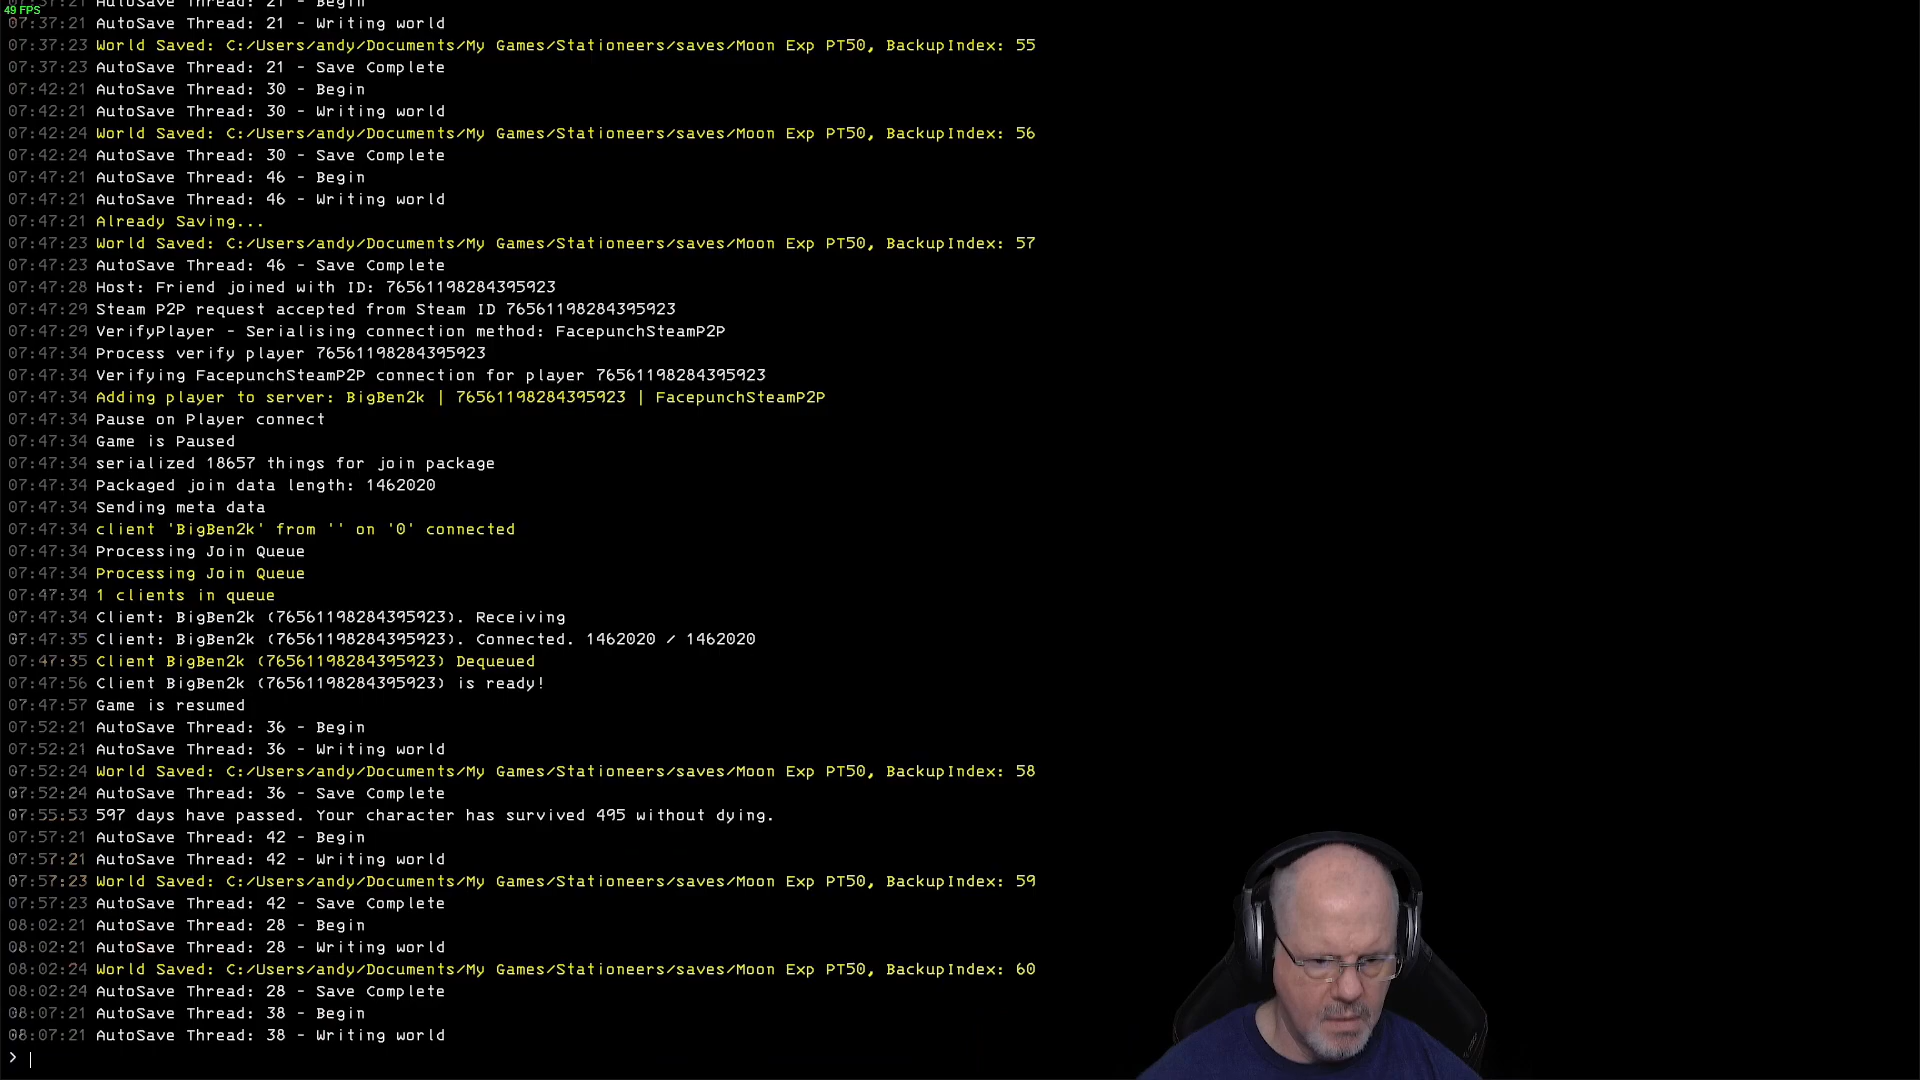 07:37:21 AutoSave Thread: 21 - Begin
49 FPS
07:37:21 AutoSave Thread: 21 - Writing world
07:37:23 World Saved: C:/Users/andy/Documents/My Games/Stationeers/saves/Moon Exp PT50, BackupIndex: 55
07:37:23 AutoSave Thread: 21 - Save Complete
07:42:21 AutoSave Thread: 30 - Begin
07:42:21 AutoSave Thread: 30 - Writing world
07:42:24 World Saved: C:/Users/andy/Documents/My Games/Stationeers/saves/Moon Exp PT50, BackupIndex: 56
07:42:24 AutoSave Thread: 30 - Save Complete
07:47:21 AutoSave Thread: 46 - Begin
07:47:21 AutoSave Thread: 46 - Writing world
07:47:21 Already Saving...
07:47:23 World Saved: C:/Users/andy/Documents/My Games/Stationeers/saves/Moon Exp PT50, BackupIndex: 57
07:47:23 AutoSave Thread: 46 - Save Complete
07:47:28 Host: Friend joined with ID: 76561198284395923
07:47:29 Steam P2P request accepted from Steam ID 76561198284395923
07:47:29 VerifyPlayer - Serialising connection method: FacepunchSteamP2P
07:47:34 Process verify player 76561198284395923
07:47:34 Verifying FacepunchSteamP2P connection for player 76561198284395923
07:47:34 Adding player to server: BigBen2k | 76561198284395923 | FacepunchSteamP2P
07:47:34 Pause on Player connect
07:47:34 Game is Paused
07:47:34 serialized 18657 things for join package
07:47:34 Packaged join data length: 1462020
07:47:34 Sending meta data
07:47:34 client 'BigBen2k' from '' on '0' connected
07:47:34 Processing Join Queue
07:47:34 Processing Join Queue
07:47:34 1 clients in queue
07:47:34 Client: BigBen2k (76561198284395923). Receiving
07:47:35 Client: BigBen2k (76561198284395923). Connected. 1462020 / 1462020
07:47:35 Client BigBen2k (76561198284395923) Dequeued
07:47:56 Client BigBen2k (76561198284395923) is ready!
07:47:57 Game is resumed
07:52:21 AutoSave Thread: 36 - Begin
07:52:21 AutoSave Thread: 36 - Writing world
07:52:24 World Saved: C:/Users/andy/Documents/My Games/Stationeers/saves/Moon Exp PT50, BackupIndex: 58
07:52:24 AutoSave Thread: 36 - Save Complete
07:55:53 597 days have passed. Your character has survived 495 without dying.
07:57:21 AutoSave Thread: 42 - Begin
07:57:21 AutoSave Thread: 42 - Writing world
07:57:23 World Saved: C:/Users/andy/Documents/My Games/Stationeers/saves/Moon Exp PT50, BackupIndex: 59
07:57:23 AutoSave Thread: 42 - Save Complete
08:02:21 AutoSave Thread: 28 - Begin
08:02:21 AutoSave Thread: 28 - Writing world
08:02:24 World Saved: C:/Users/andy/Documents/My Games/Stationeers/saves/Moon Exp PT50, BackupIndex: 60
08:02:24 AutoSave Thread: 28 - Save Complete
08:07:21 AutoSave Thread: 38 - Begin
08:07:21 AutoSave Thread: 38 - Writing world
>